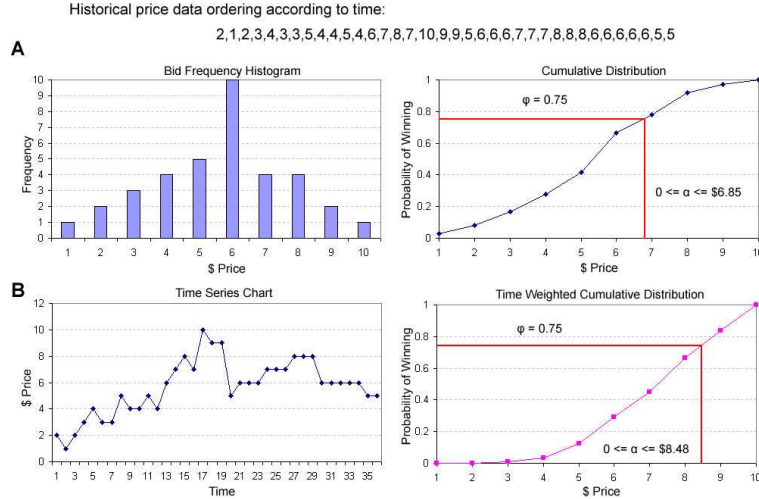 Historical price data ordering according to time:
2,1,2,3,4,3,3,5,4,4,5,4,6,7,8,7,10,9,9,5,6,6,6,7,7,7,8,8,8,6,6,6,6,6,5,5
A
Bid Frequency Histogram
Frequency
10
9
8
7
6
5
4
3
2
1
0
1 2 3 4 5 6 7 8 9 10
$ Price
Cumulative Distribution
Probability of Winning
1
0.8
0.6
0.4
0.2
0
φ = 0.75
0 <= α <= $6.85
1 2 3 4 5 6 7 8 9 10
$ Price
B
Time Series Chart
$ Price
12
10
8
6
4
2
0
1 3 5 7 9 11 13 15 17 19 21 23 25 27 29 31 33 35
Time
Time Weighted Cumulative Distribution
Probability of Winning
1
0.8
0.6
0.4
0.2
0
φ = 0.75
0 <= α <= $8.48
1 2 3 4 5 6 7 8 9 10
$ Price